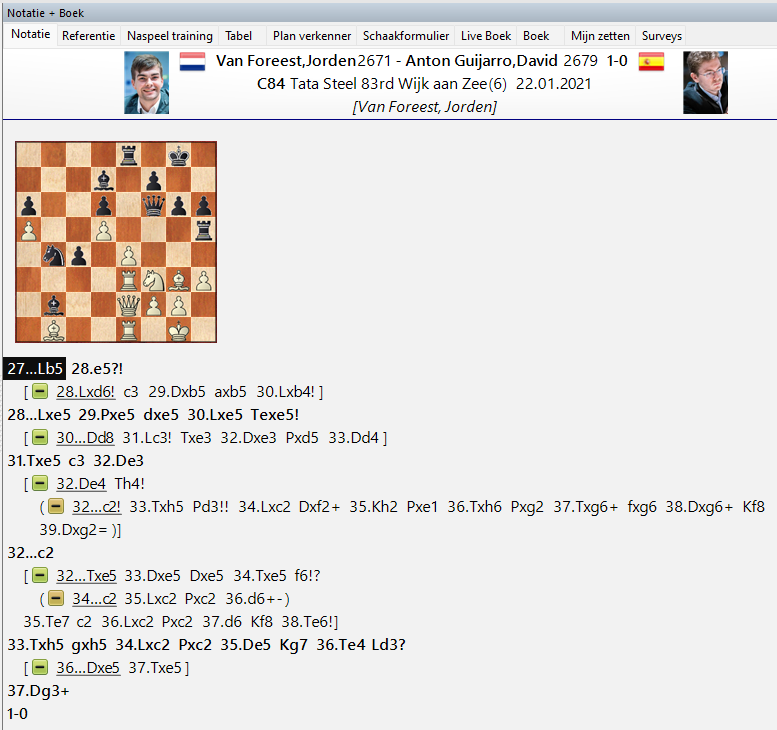 Notatie + Boek
Notatie Referentie Naspeel training Tabel Plan verkenner Schaakformulier Live Boek Boek Mijn zetten Surveys
Van Foreest,Jorden2671 - Anton Guijarro,David 2679 1-0
C84 Tata Steel 83rd Wijk aan Zee(6) 22.01.2021
[Van Foreest, Jorden]
27...Lb5 28.e5?!
[ 28.Lxd6! c3 29.Dxb5 axb5 30.Lxb4! ]
28...Lxe5 29.Pxe5 dxe5 30.Lxe5 Texe5!
[ 30...Dd8 31.Lc3! Txe3 32.Dxe3 Pxd5 33.Dd4 ]
31.Txe5 c3 32.De3
[ 32.De4 Th4!
( 32...c2! 33.Txh5 Pd3!! 34.Lxc2 Dxf2+ 35.Kh2 Pxe1 36.Txh6 Pxg2 37.Txg6+ fxg6 38.Dxg6+ Kf8
39.Dxg2= )]
32...c2
[ 32...Txe5 33.Dxe5 Dxe5 34.Txe5 f6!?
( 34...c2 35.Lxc2 Pxc2 36.d6+- )
35.Te7 c2 36.Lxc2 Pxc2 37.d6 Kf8 38.Te6!]
33.Txh5 gxh5 34.Lxc2 Pxc2 35.De5 Kg7 36.Te4 Ld3?
[ 36...Dxe5 37.Txe5 ]
37.Dg3+
1-0